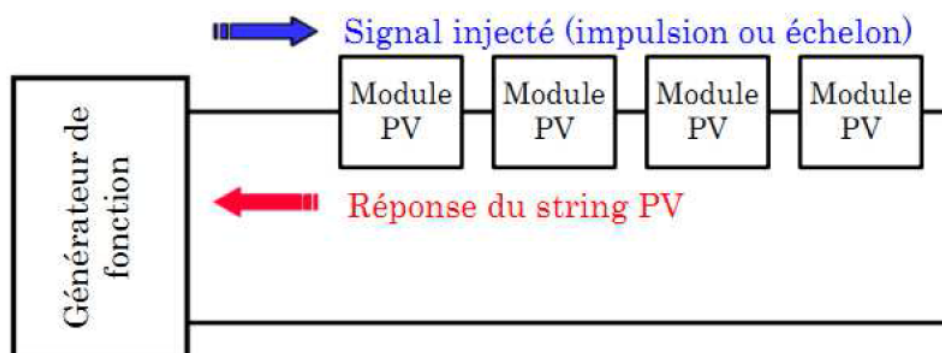 Signal injecté (impulsion ou échelon)
Module
PV
Module
PV
Module
PV
Module
PV
Réponse du string PV
Générateur de
fonction